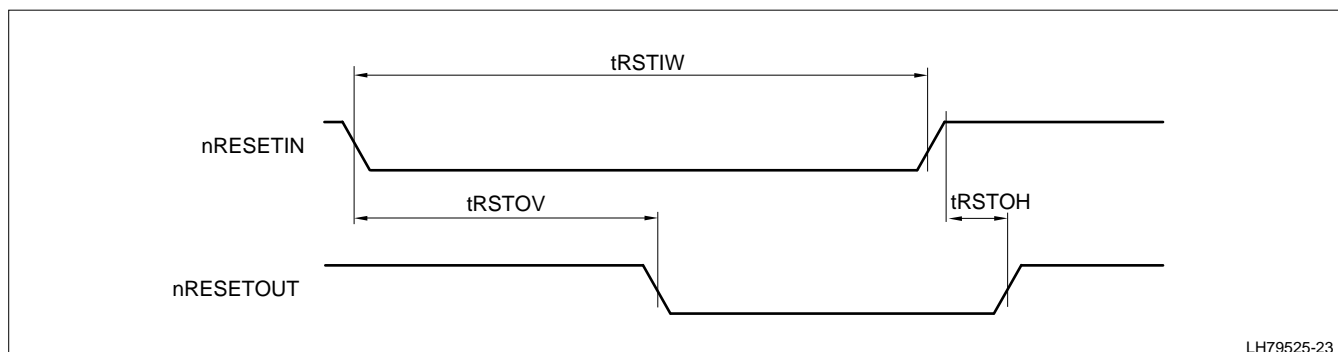 tRSTIW
nRESETIN
tRSTOV
tRSTOH
nRESETOUT
LH79525-23